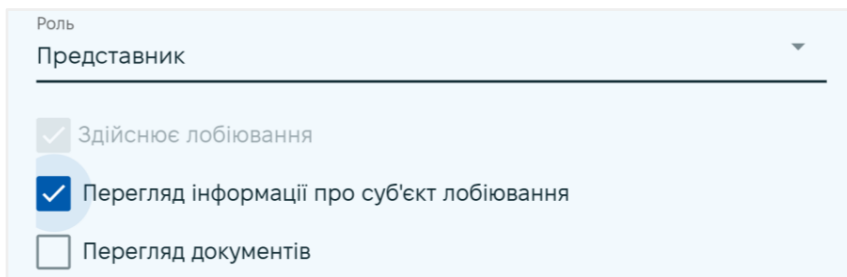 Роль
Представник
Здійснює лобіювання
Перегляд інформації про суб'єкт лобіювання
Перегляд документів